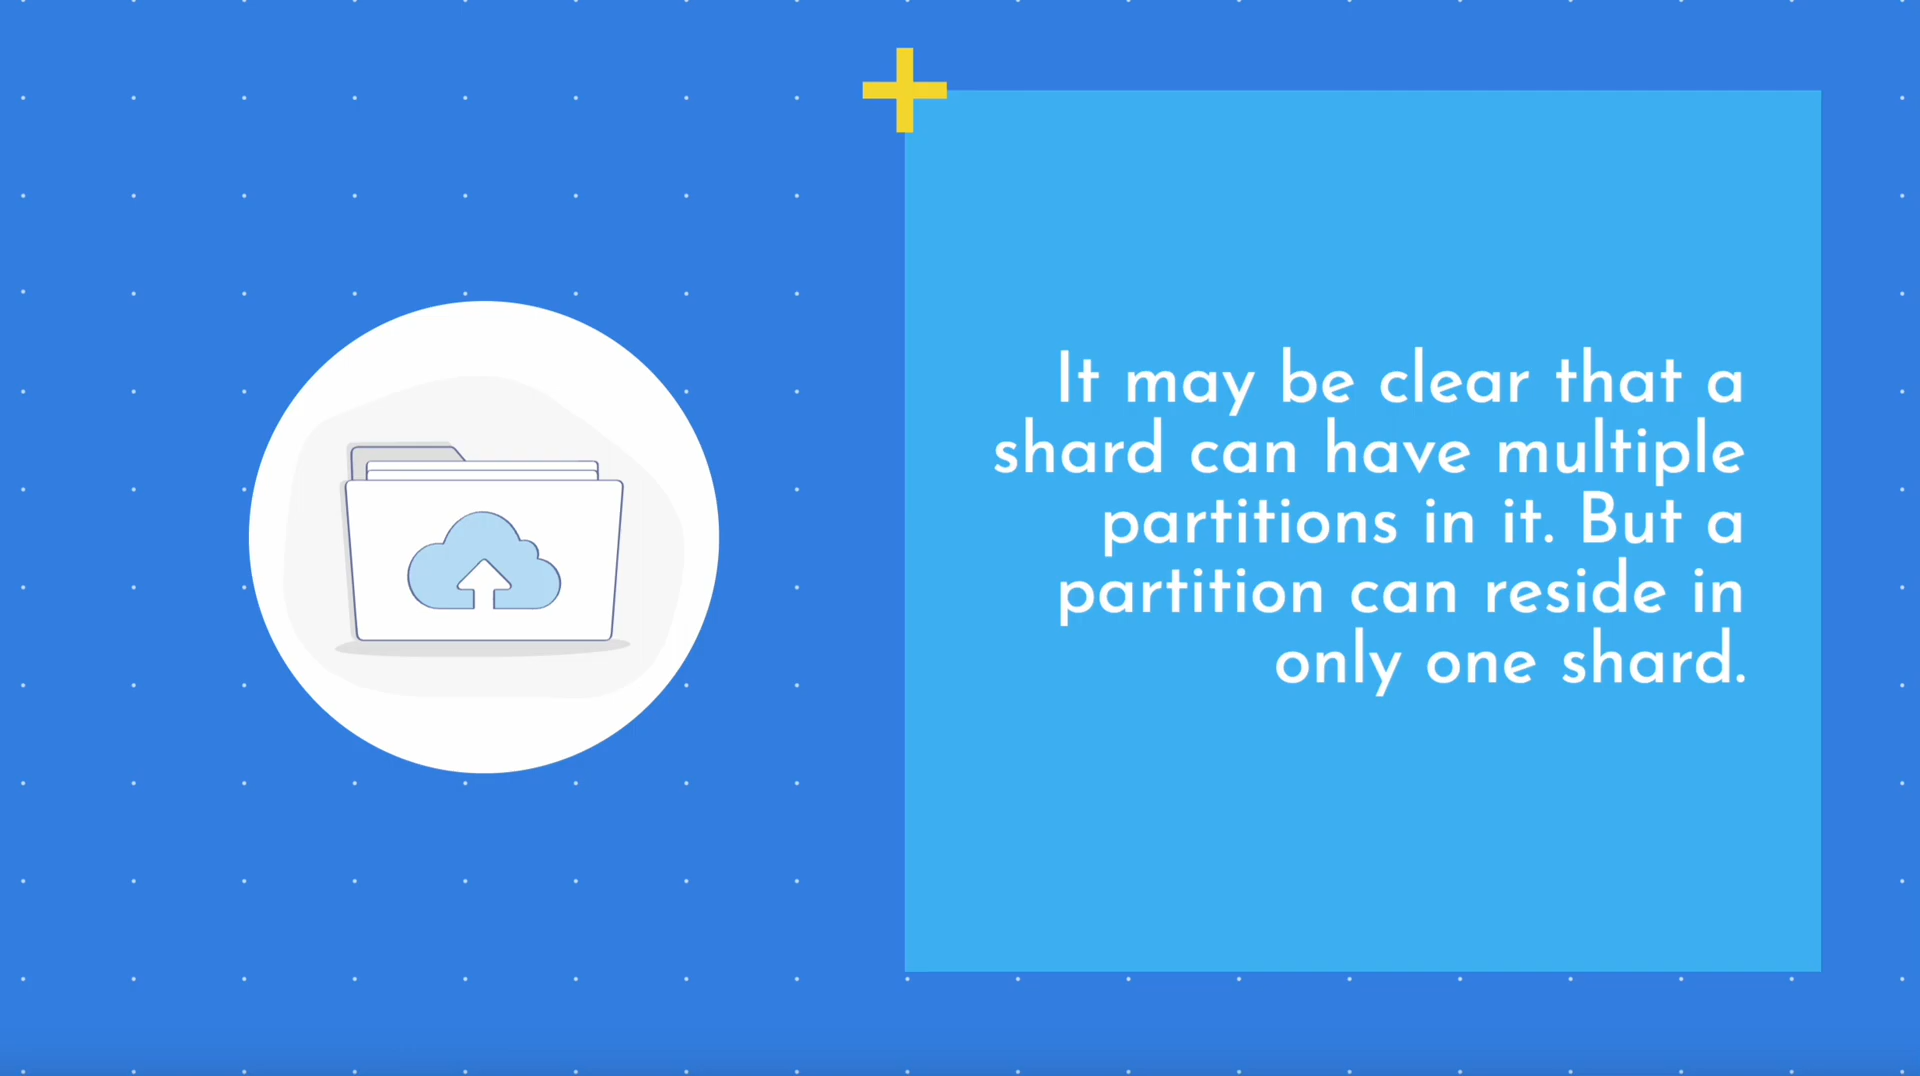 It may be clear that a
shard can have multiple
partitions in it. But a
partition can reside in
only one shard.